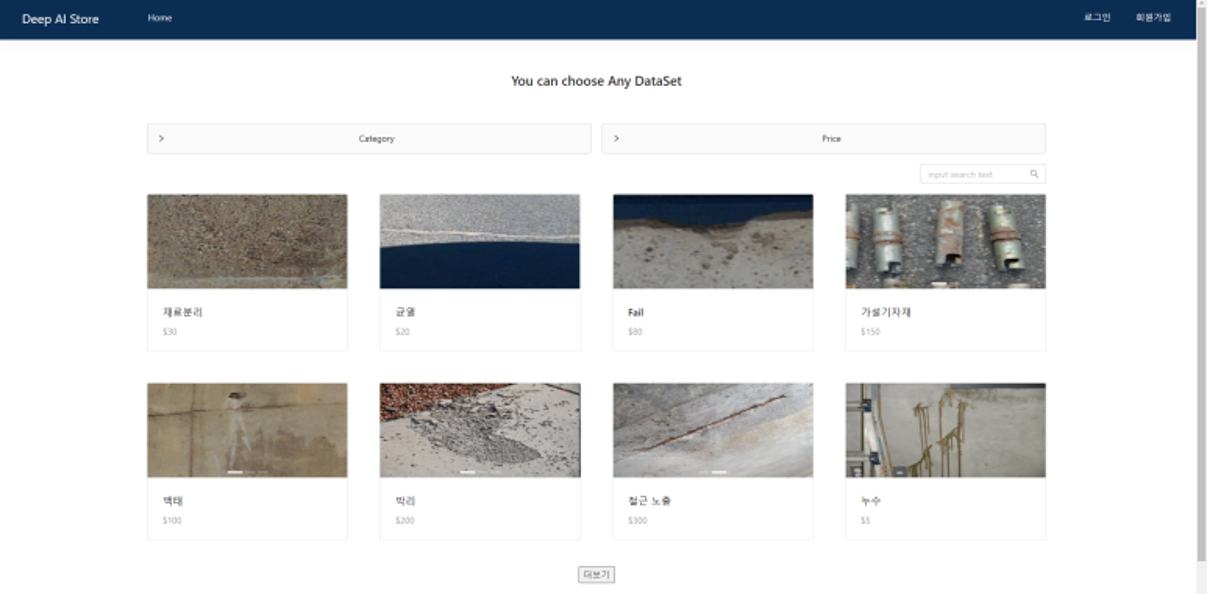 Deep AI Store
Home
로그인
회원가입
You can choose Any DataSet
> Category
> Price
input search text
재료분리
$30
균열
$20
Fail
$80
가설기자재
$150
백태
$100
박리
$200
철근 노출
$300
누수
$5
더보기